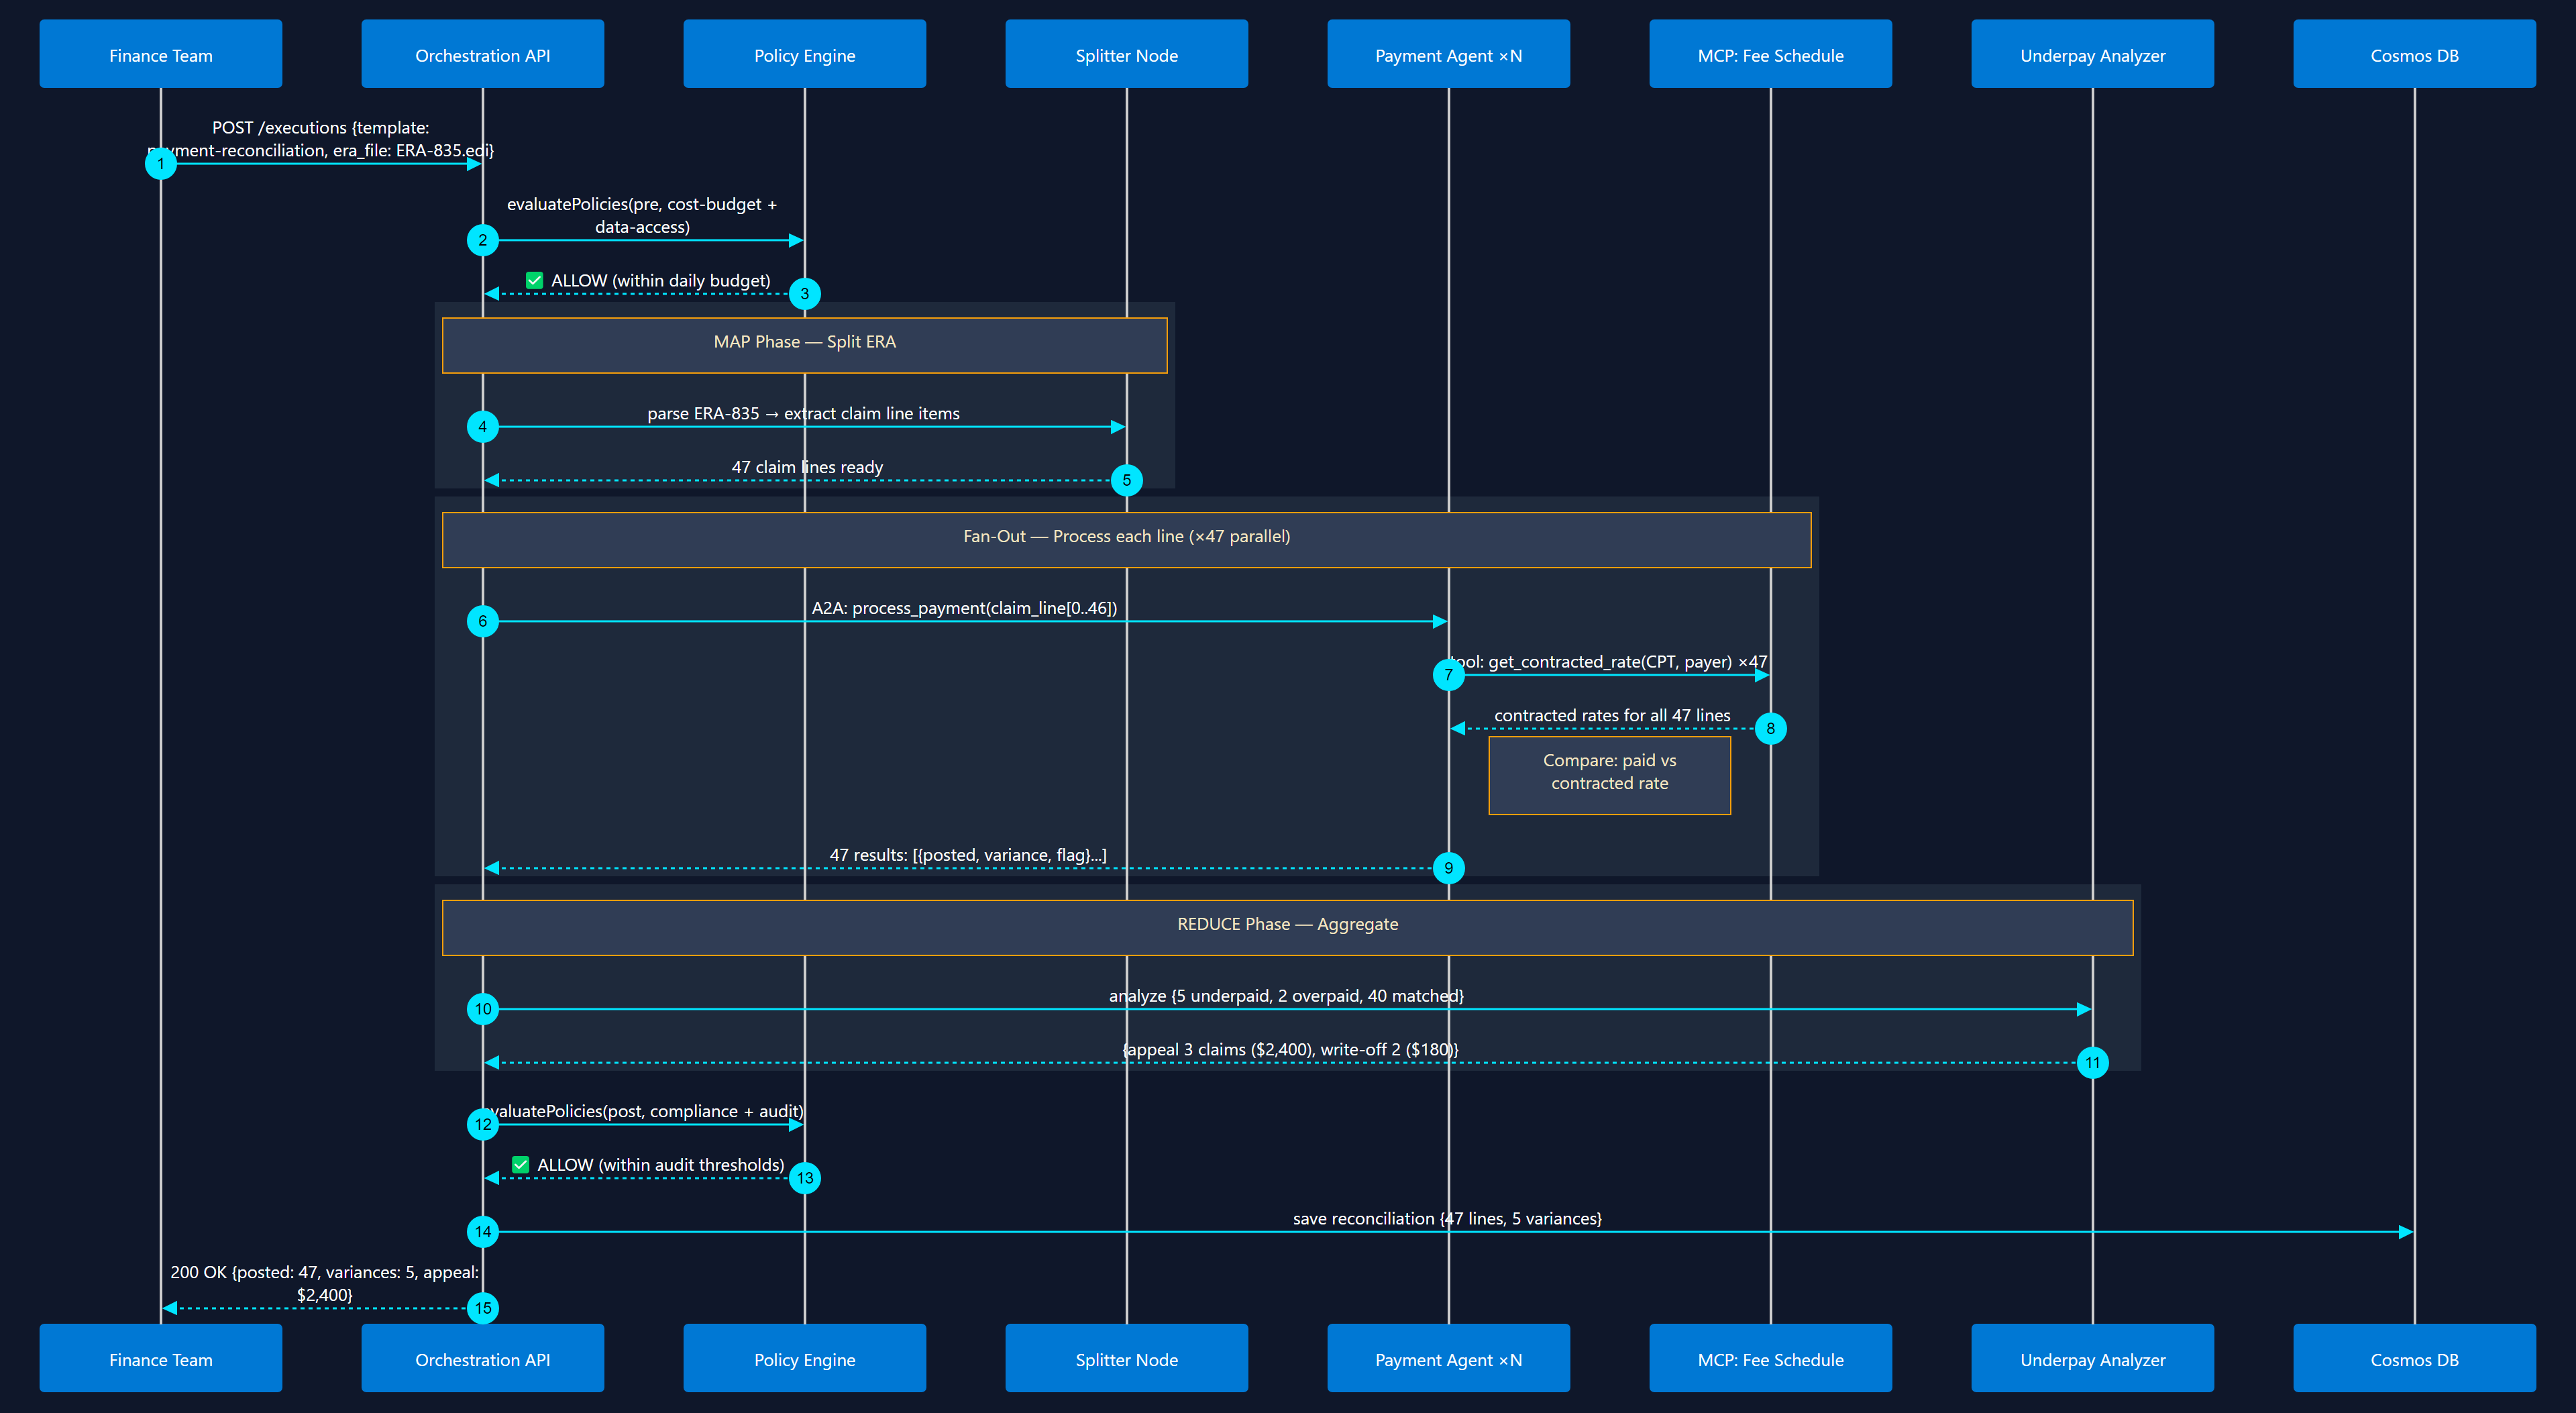 Finance Team
Orchestration API
Policy Engine
Splitter Node
Payment Agent ×N
MCP: Fee Schedule
Underpay Analyzer
Cosmos DB
POST /executions {template:
payment-reconciliation, era_file: ERA-835.edi}
1
evaluatePolicies(pre, cost-budget +
data-access)
2
✅ ALLOW (within daily budget)
3
MAP Phase — Split ERA
parse ERA-835 → extract claim line items
4
47 claim lines ready
5
Fan-Out — Process each line (×47 parallel)
A2A: process_payment(claim_line[0..46])
6
tool: get_contracted_rate(CPT, payer) ×47
7
contracted rates for all 47 lines
8
Compare: paid vs
contracted rate
47 results: [{posted, variance, flag}...]
9
REDUCE Phase — Aggregate
analyze {5 underpaid, 2 overpaid, 40 matched}
10
{appeal 3 claims ($2,400), write-off 2 ($180)}
11
evaluatePolicies(post, compliance + audit)
12
✅ ALLOW (within audit thresholds)
13
save reconciliation {47 lines, 5 variances}
14
200 OK {posted: 47, variances: 5, appeal:
$2,400}
15
Finance Team
Orchestration API
Policy Engine
Splitter Node
Payment Agent ×N
MCP: Fee Schedule
Underpay Analyzer
Cosmos DB